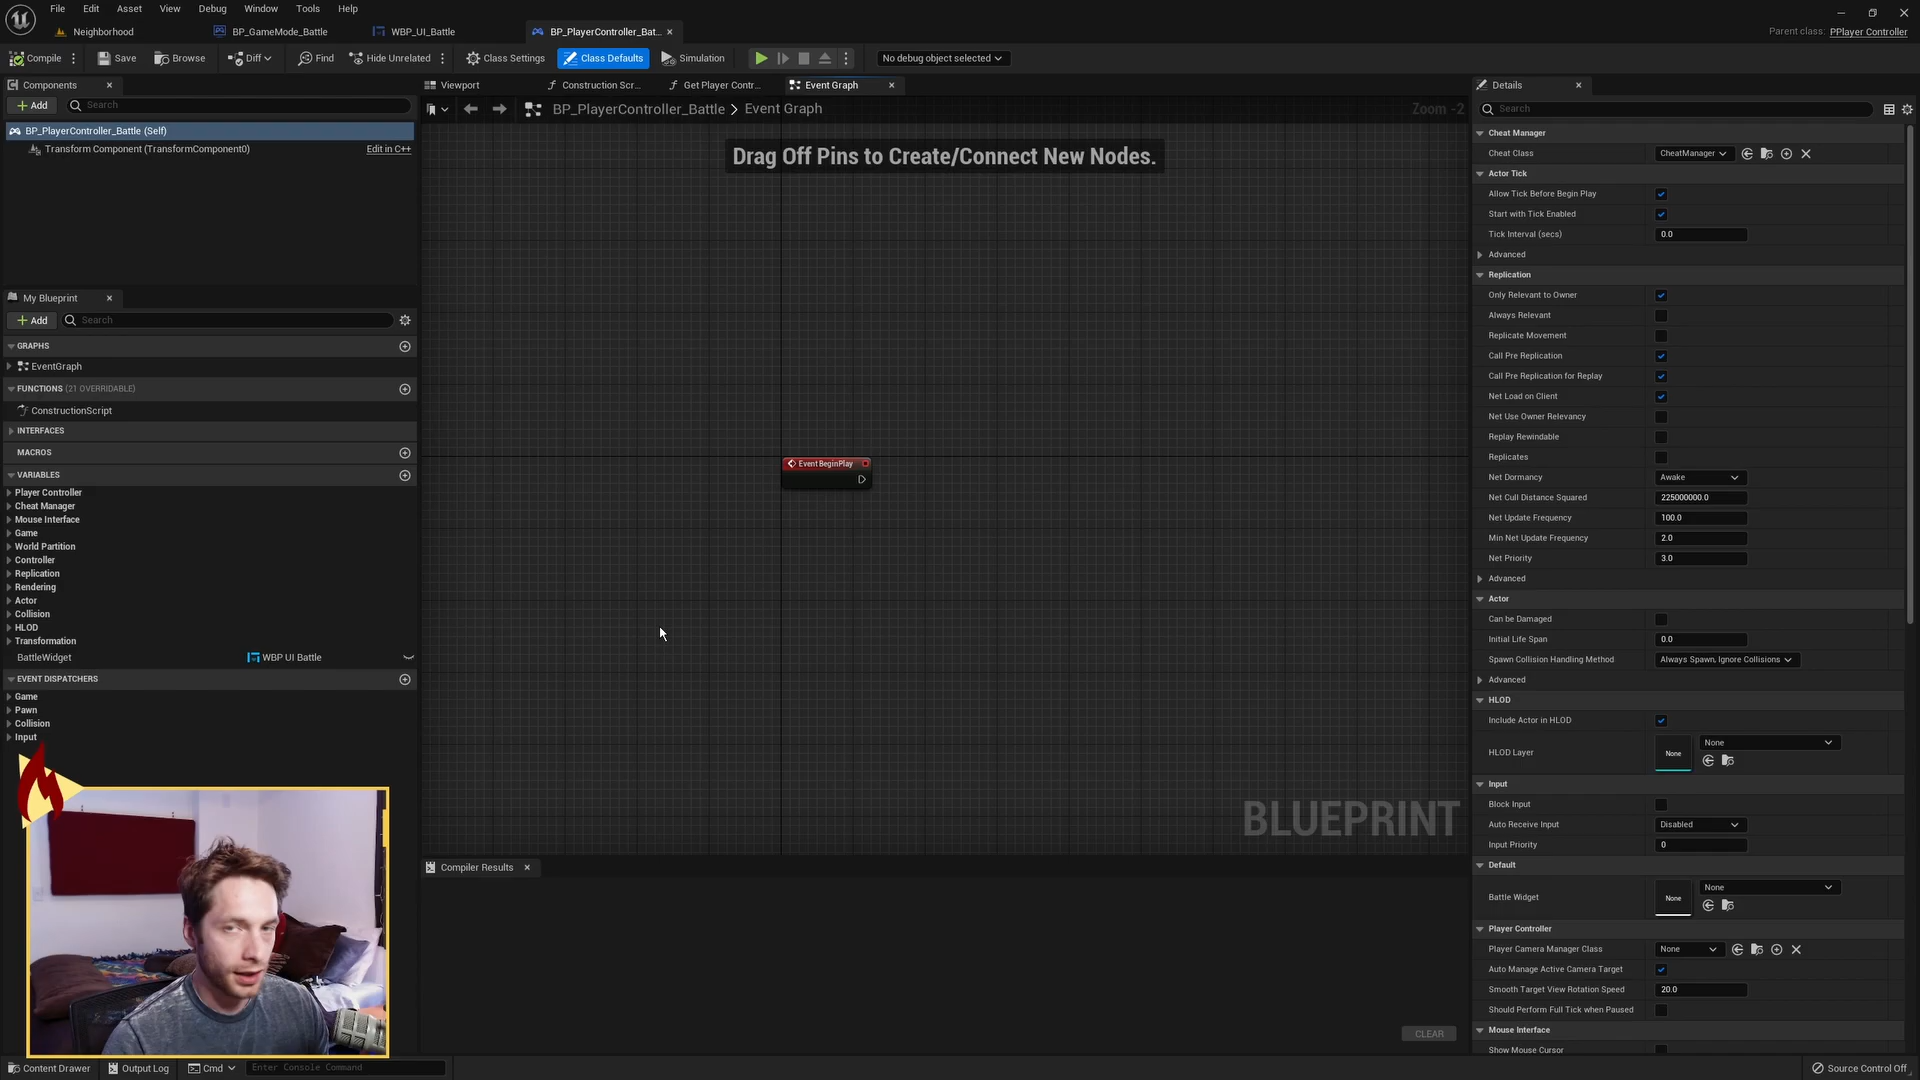 File Edit Asset View Debug Window Tools Help
Neighborhood BP_GameMode_Battle WBP_UI_Battle BP_PlayerController_Bat...
Parent class: PPlayer Controller
Compile Save Browse Diff Find Hide Unrelated Class Settings Class Defaults Simulation No debug object selected
Components
Add Search
BP_PlayerController_Battle (Self)
Transform Component (TransformComponent0) Edit in C++
My Blueprint
Add Search
GRAPHS
EventGraph
FUNCTIONS (21 OVERRIDABLE)
ConstructionScript
INTERFACES
MACROS
VARIABLES
Player Controller
Cheat Manager
Mouse Interface
Game
World Partition
Controller
Replication
Rendering
Actor
Collision
HLOD
Transformation
BattleWidget WBP UI Battle
EVENT DISPATCHERS
Game
Pawn
Collision
Input
Viewport Construction Scr... Get Player Contr... Event Graph
BP_PlayerController_Battle > Event Graph Zoom -2
Drag Off Pins to Create/Connect New Nodes.
Event BeginPlay
BLUEPRINT
Compiler Results
CLEAR
Details
Search
Cheat Manager
Cheat Class CheatManager
Actor Tick
Allow Tick Before Begin Play
Start with Tick Enabled
Tick Interval (secs) 0.0
Advanced
Replication
Only Relevant to Owner
Always Relevant
Replicate Movement
Call Pre Replication
Call Pre Replication for Replay
Net Load on Client
Net Use Owner Relevancy
Replay Rewindable
Replicates
Net Dormancy Awake
Net Cull Distance Squared 225000000.0
Net Update Frequency 100.0
Min Net Update Frequency 2.0
Net Priority 3.0
Advanced
Actor
Can be Damaged
Initial Life Span 0.0
Spawn Collision Handling Method Always Spawn, Ignore Collisions
Advanced
HLOD
Include Actor in HLOD
HLOD Layer None None
Input
Block Input
Auto Receive Input Disabled
Input Priority 0
Default
Battle Widget None None
Player Controller
Player Camera Manager Class None
Auto Manage Active Camera Target
Smooth Target View Rotation Speed 20.0
Should Perform Full Tick when Paused
Mouse Interface
Show Mouse Cursor
Content Drawer Output Log Cmd Enter Console Command Source Control Off